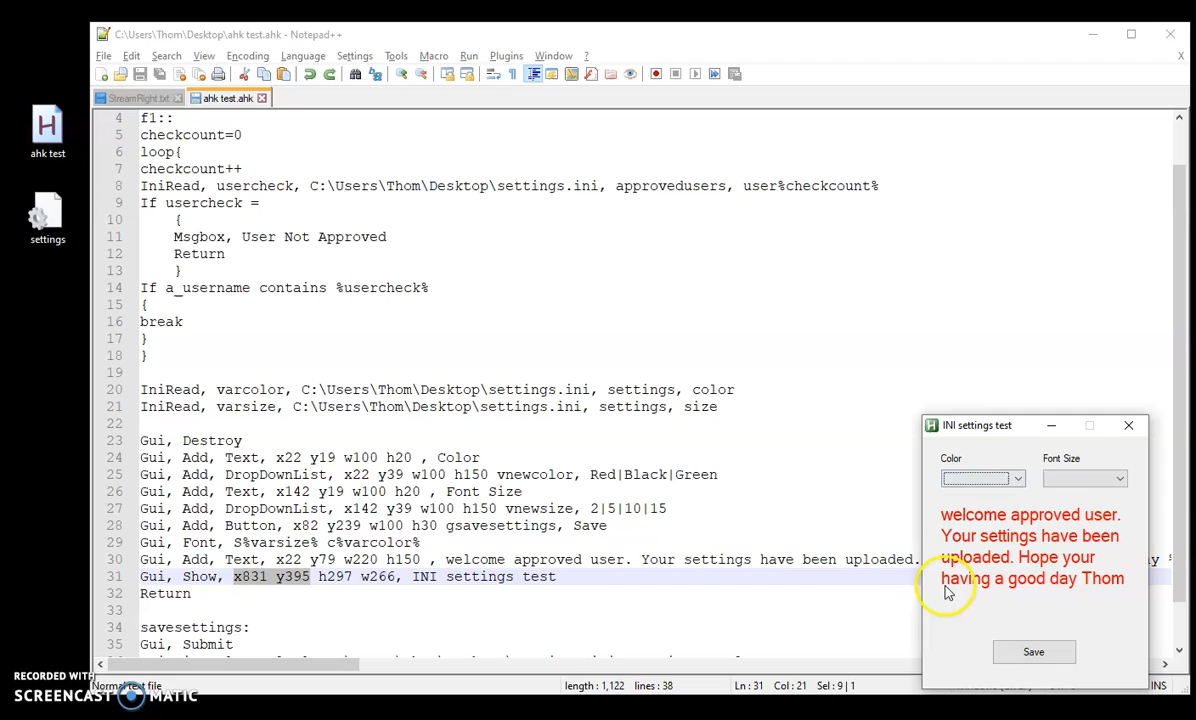 C:\Users\Thom\Desktop\ahk test.ahk - Notepad++
File Edit Search View Encoding Language Settings Tools Macro Run Plugins Window ? X
StreamRight.txt ahk test.ahk
ahk test
settings
4 f1::
5 checkcount=0
6 loop{
7 checkcount++
8 IniRead, usercheck, C:\Users\Thom\Desktop\settings.ini, approvedusers, user%checkcount%
9 If usercheck =
10 {
11 Msgbox, User Not Approved
12 Return
13 }
14 If a_username contains %usercheck%
15 {
16 break
17 }
18 }
19
20 IniRead, varcolor, C:\Users\Thom\Desktop\settings.ini, settings, color
21 IniRead, varsize, C:\Users\Thom\Desktop\settings.ini, settings, size
22
23 Gui, Destroy
24 Gui, Add, Text, x22 y19 w100 h20 , Color
25 Gui, Add, DropDownList, x22 y39 w100 h150 vnewcolor, Red|Black|Green
26 Gui, Add, Text, x142 y19 w100 h20 , Font Size
27 Gui, Add, DropDownList, x142 y39 w100 h150 vnewsize, 2|5|10|15
28 Gui, Add, Button, x82 y239 w100 h30 gsavesettings, Save
29 Gui, Font, S%varsize% c%varcolor%
30 Gui, Add, Text, x22 y79 w220 h150 , welcome approved user. Your settings have been uploaded.
31 Gui, Show, x831 y395 h297 w266, INI settings test
32 Return
33
34 savesettings:
35 Gui, Submit
INI settings test
Color Font Size
welcome approved user.
Your settings have been
uploaded. Hope your
having a good day Thom
Save
RECORDED WITH
SCREENCAST MATIC
Normal text file length : 1,122 lines : 38 Ln : 31 Col : 21 Sel : 9 | 1 INS